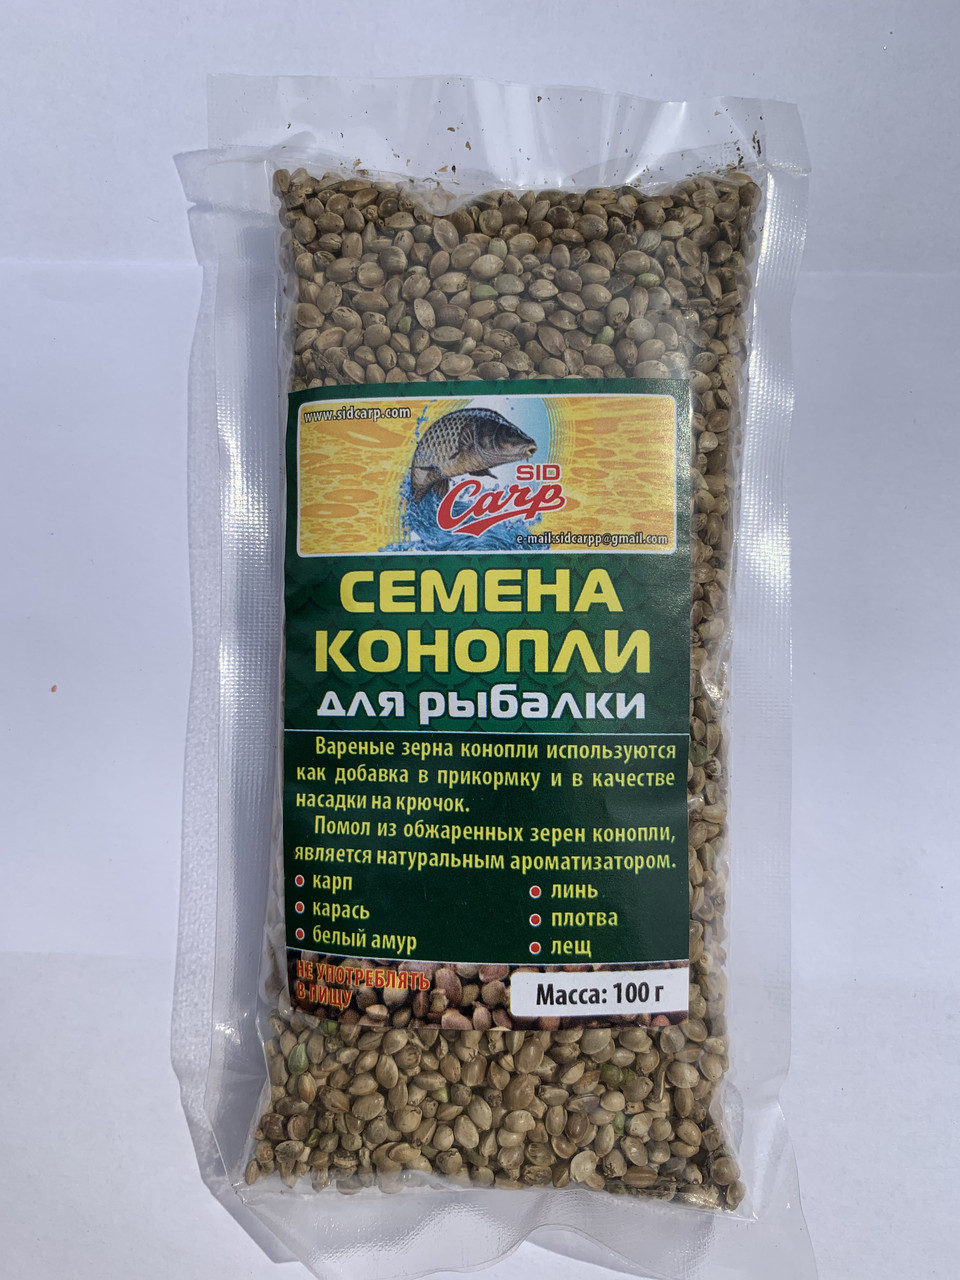 www.sidcarp.com
SID
Carp
e-mail:sidcarpp@gmail.com
СЕМЕНА
КОНОПЛИ
для рыбалки
Вареные зерна конопли используются
как добавка в прикормку и в качестве
насадки на крючок.
Помол из обжаренных зерен конопли,
является натуральным ароматизатором.
карп
карась
белый амур
линь
плотва
лещ
НЕ УПОТРЕБЛЯТЬ
В ПИЩУ
Масса: 100 г